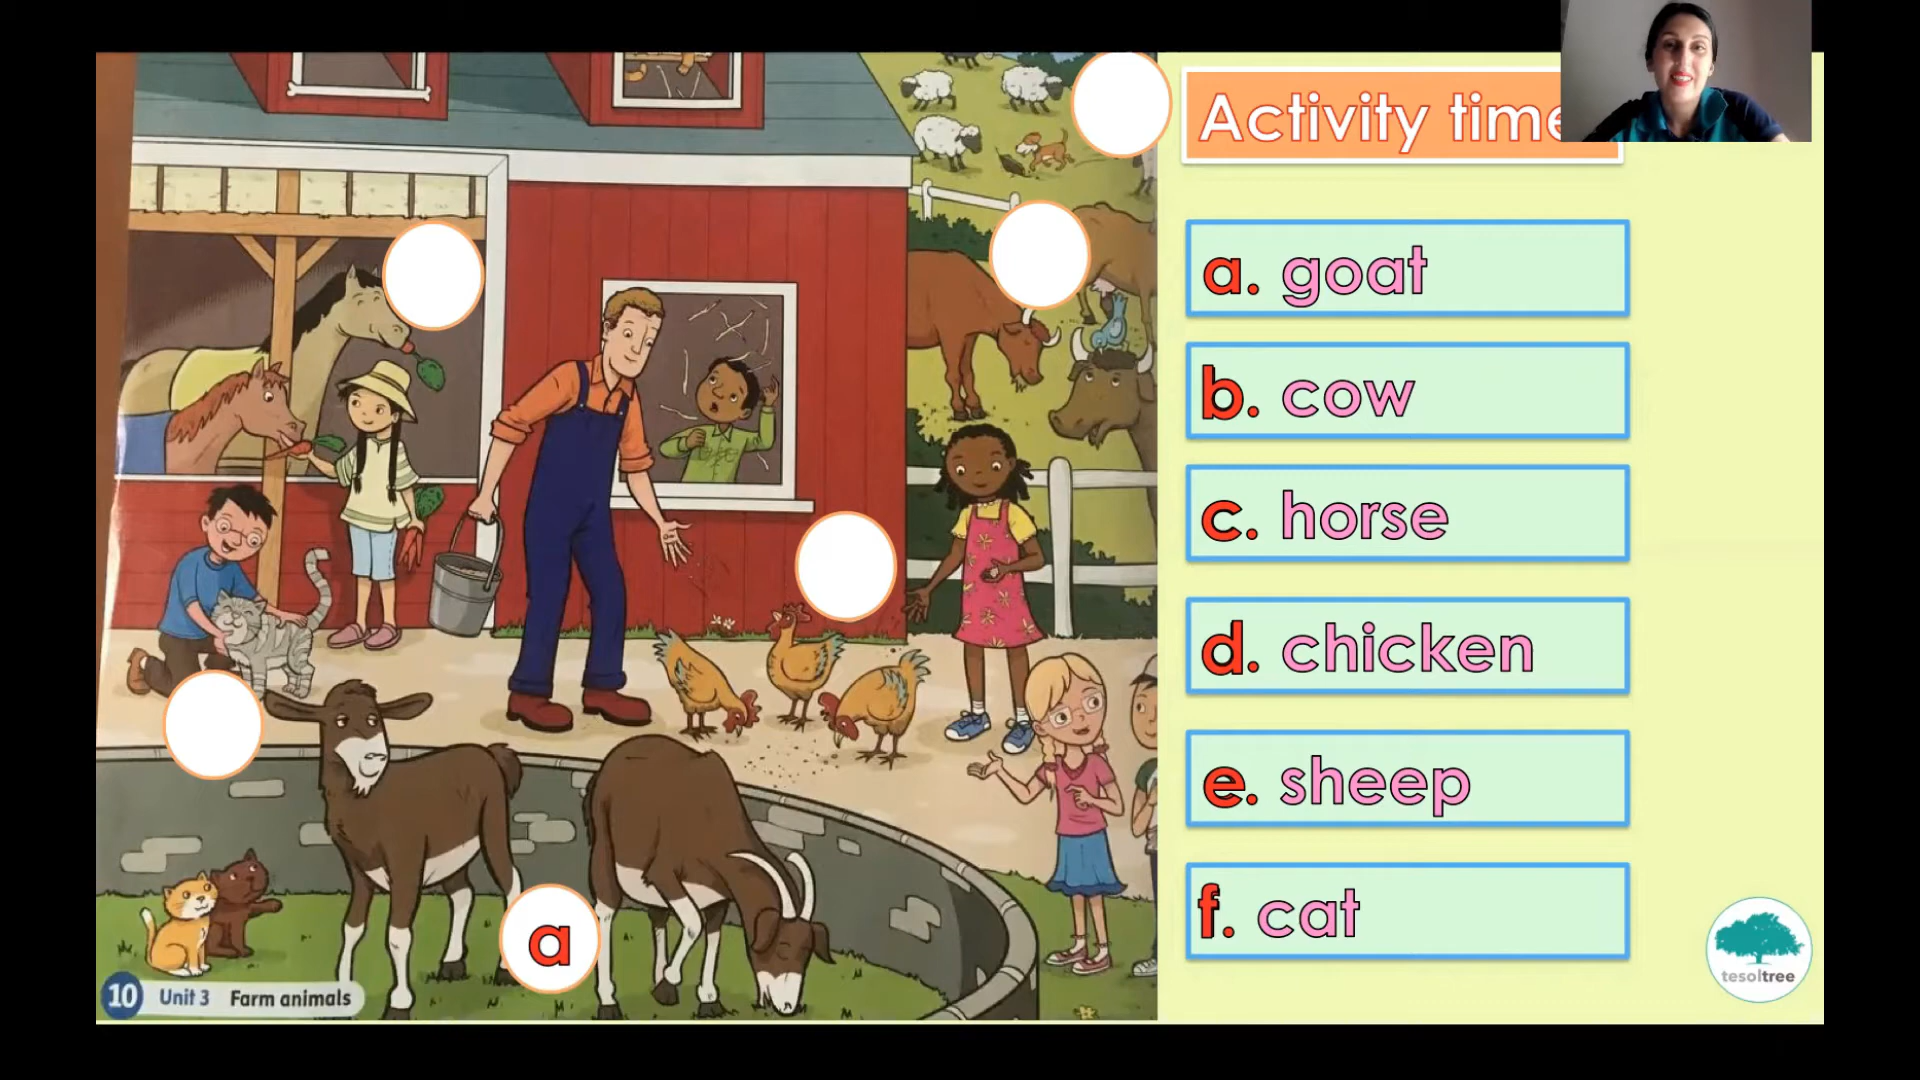 Activity time
a. goat
b. cow
c. horse
d. chicken
e. sheep
f. cat
a
10 Unit 3 Farm animals
tesoltree